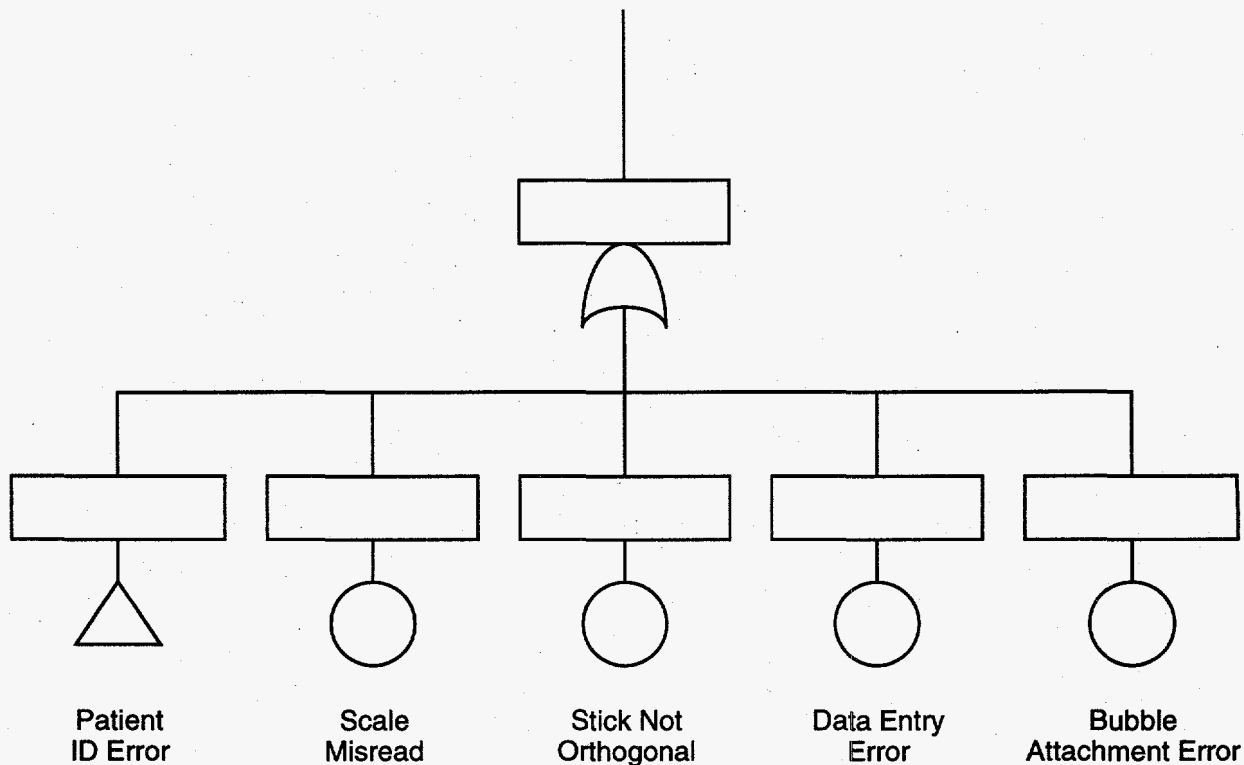 Patient
ID Error
Scale
Misread
Stick Not
Orthogonal
Data Entry
Error
Bubble
Attachment Error